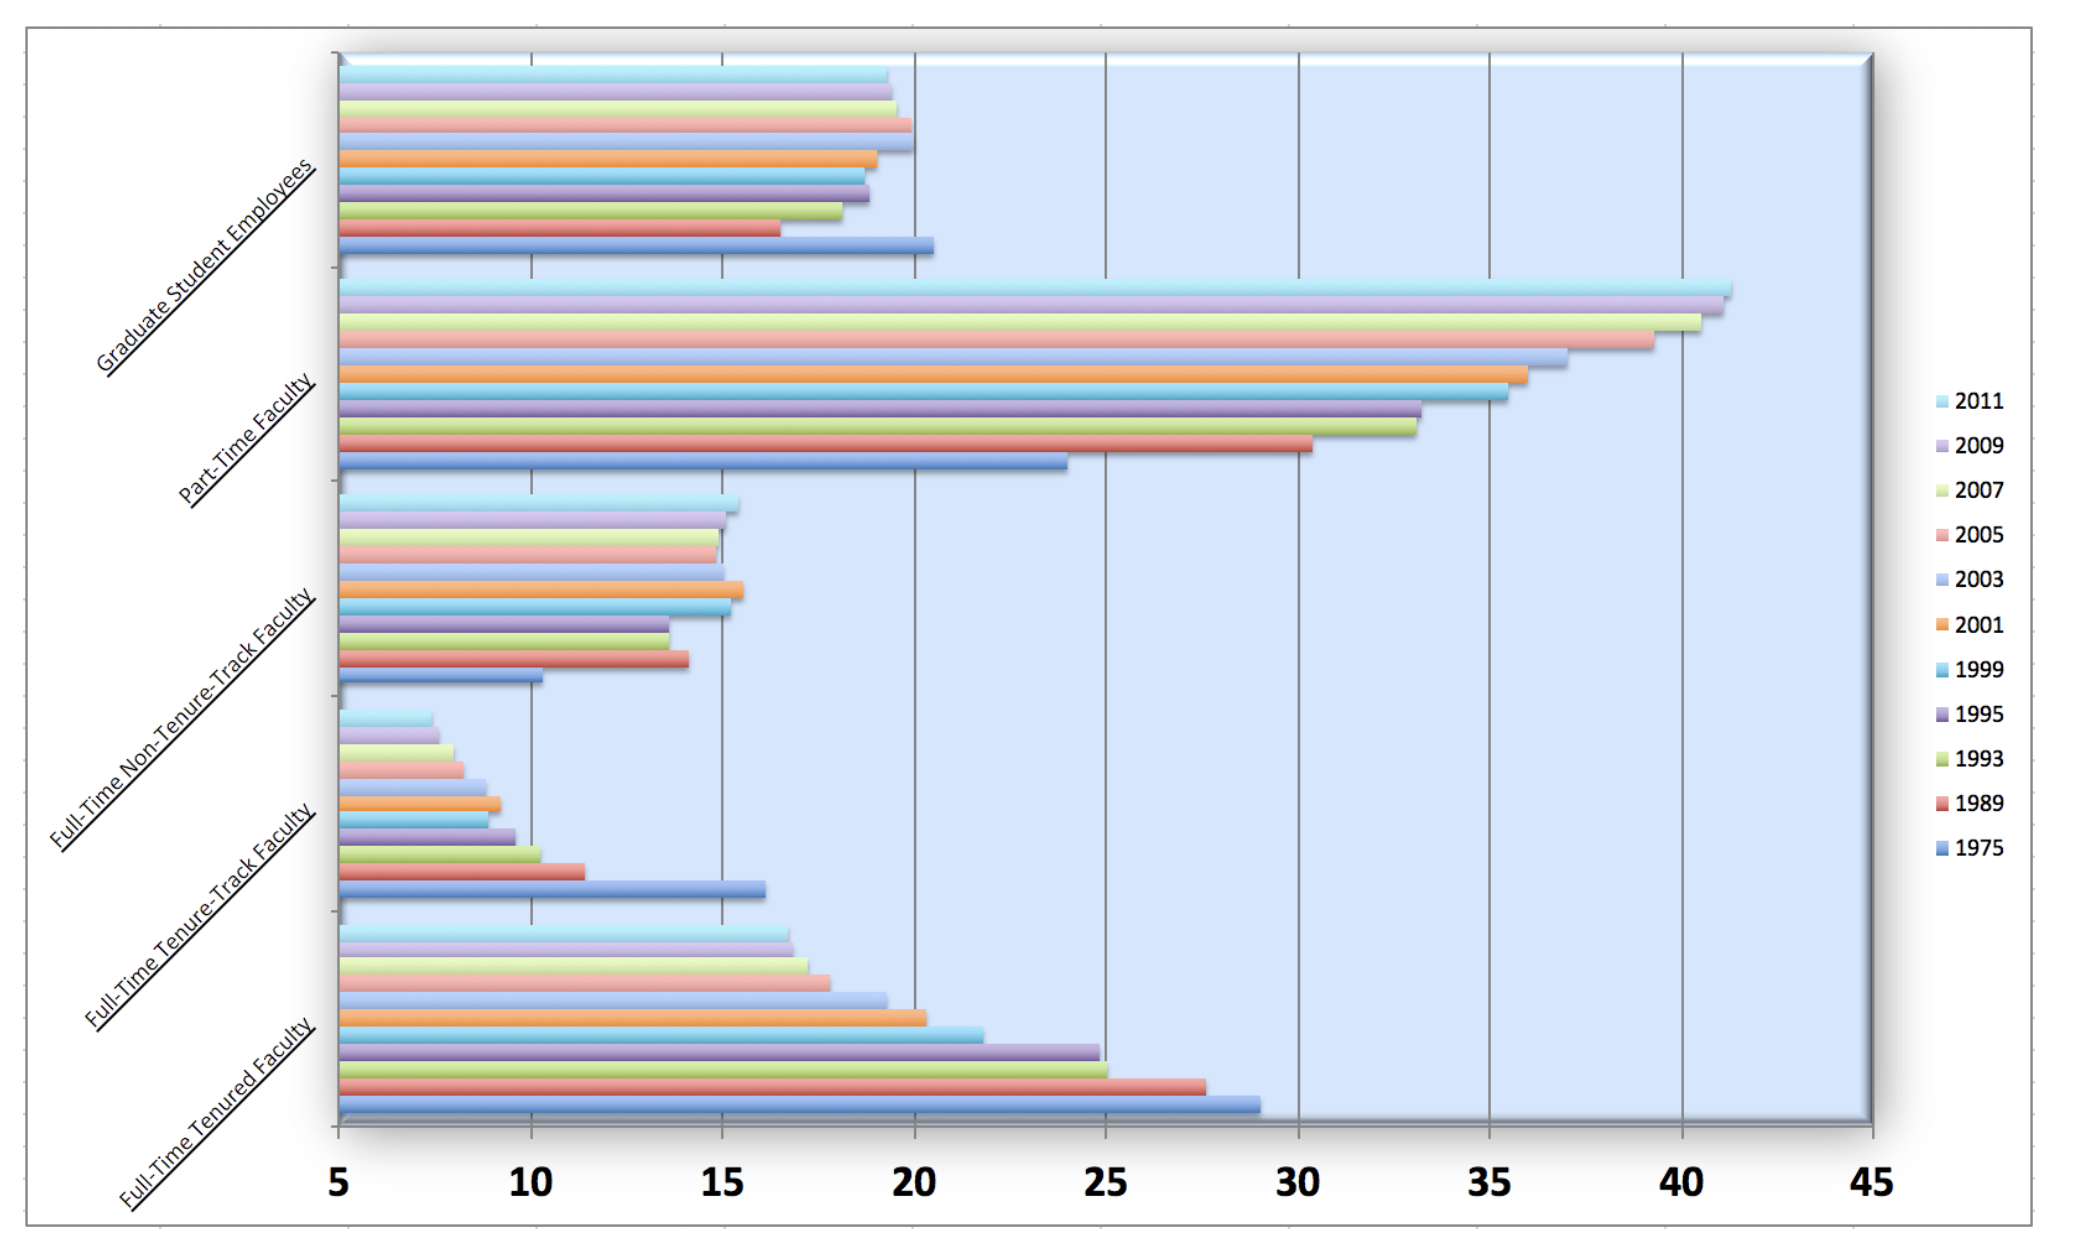 Graduate Student Employees
Part-Time Faculty
Full-Time Non-Tenure-Track Faculty
Full-Time Tenure-Track Faculty
Full-Time Tenured Faculty
5 10 15 20 25 30 35 40 45
2011
2009
2007
2005
2003
2001
1999
1995
1993
1989
1975